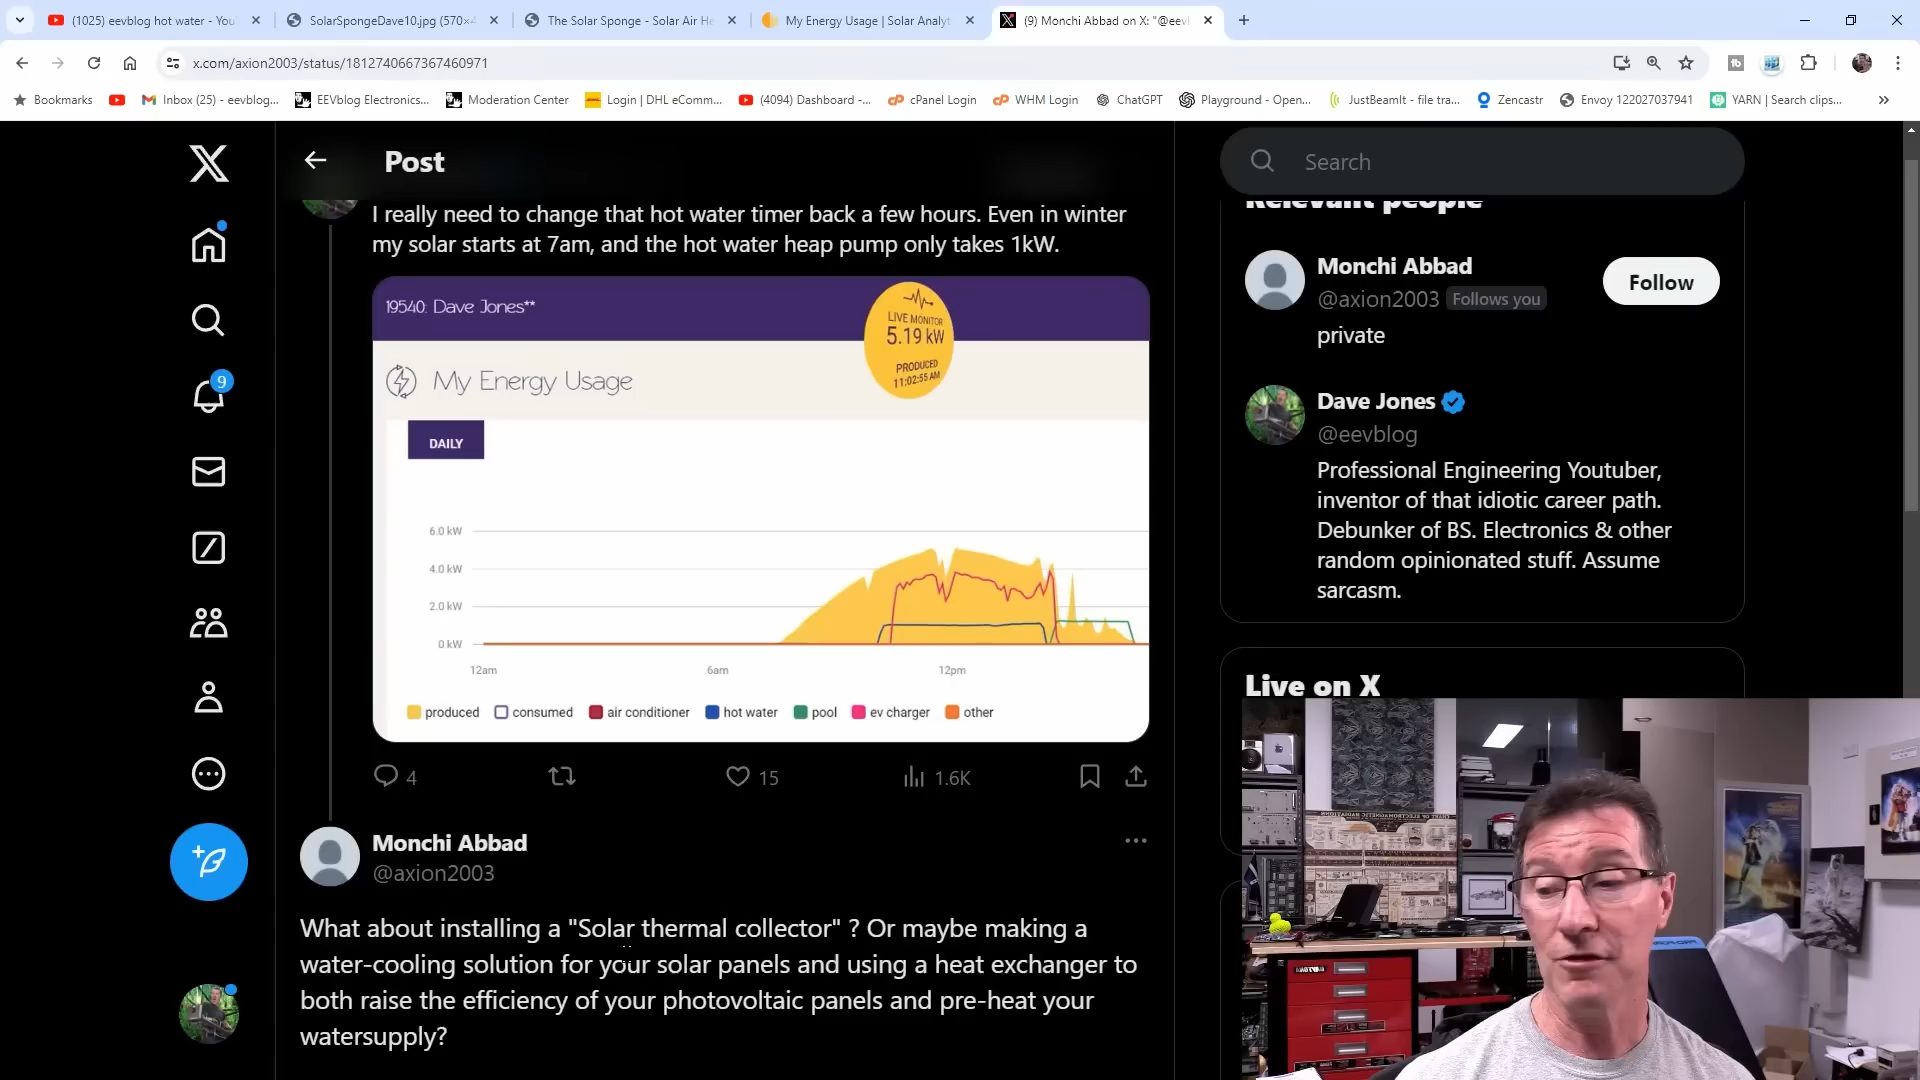 (1025) eevblog hot water - You
SolarSpongeDave10.jpg (570×4
The Solar Sponge - Solar Air He
My Energy Usage | Solar Analyt
(9) Monchi Abbad on X: "@eevl
x.com/axion2003/status/1812740667367460971
Bookmarks
Inbox (25) - eevblog...
EEVblog Electronics...
Moderation Center
Login | DHL eComm...
(4094) Dashboard -...
cPanel Login
WHM Login
ChatGPT
Playground - Open...
JustBeamIt - file tra...
Zencastr
Envoy 122027037941
YARN | Search clips...
Post
Search
I really need to change that hot water timer back a few hours. Even in winter
my solar starts at 7am, and the hot water heap pump only takes 1kW.
19540: Dave Jones**
LIVE MONITOR
5.19 kW
PRODUCED
11:02:55 AM
My Energy Usage
DAILY
6.0 kW
4.0 kW
2.0 kW
0 kW
12am
6am
12pm
produced
consumed
air conditioner
hot water
pool
ev charger
other
4
15
1.6K
9
Monchi Abbad
@axion2003
What about installing a "Solar thermal collector" ? Or maybe making a
water-cooling solution for your solar panels and using a heat exchanger to
both raise the efficiency of your photovoltaic panels and pre-heat your
watersupply?
Relevant people
Monchi Abbad
@axion2003 Follows you
Follow
private
Dave Jones
@eevblog
Professional Engineering Youtuber,
inventor of that idiotic career path.
Debunker of BS. Electronics & other
random opinionated stuff. Assume
sarcasm.
Live on X